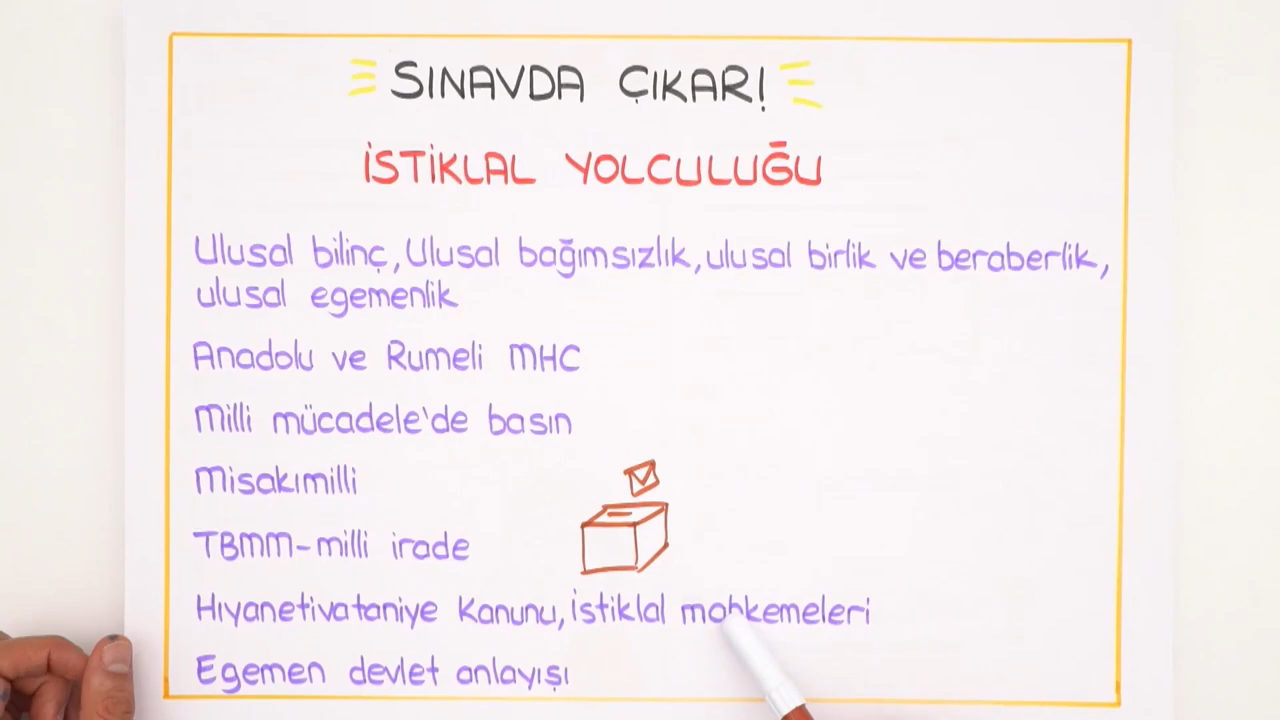 SINAVDA ÇIKAR!
İSTİKLAL YOLCULUĞU
Ulusal bilinç, Ulusal bağımsızlık, ulusal birlik ve beraberlik,
ulusal egemenlik
Anadolu ve Rumeli MHC
Milli mücadele'de basın
Misakımilli
TBMM-milli irade
Hıyanetivataniye Kanunu, istiklal mahkemeleri
Egemen devlet anlayışı